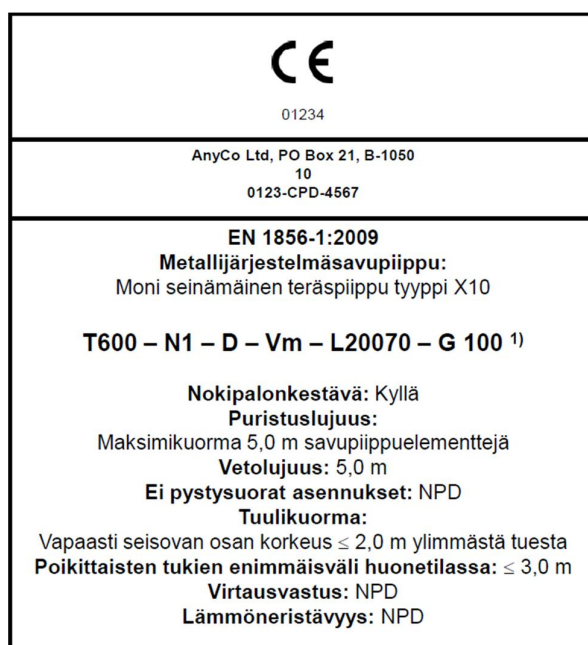 CE
01234
AnyCo Ltd, PO Box 21, B-1050
10
0123-CPD-4567
EN 1856-1:2009
Metallijärjestelmäsavupiippu:
Moni seinämäinen teräspiippu tyyppi X10
T600 – N1 – D – Vm – L20070 – G 100 ¹⁾
Nokipalonkestävä: Kyllä
Puristuslujuus:
Maksimikuorma 5,0 m savupiippuelementtejä
Vetolujuus: 5,0 m
Ei pystysuorat asennukset: NPD
Tuulikuorma:
Vapaasti seisovan osan korkeus ≤ 2,0 m ylimmästä tuesta
Poikittaisten tukien enimmäisväli huonetilassa: ≤ 3,0 m
Virtausvastus: NPD
Lämmöneristävyys: NPD